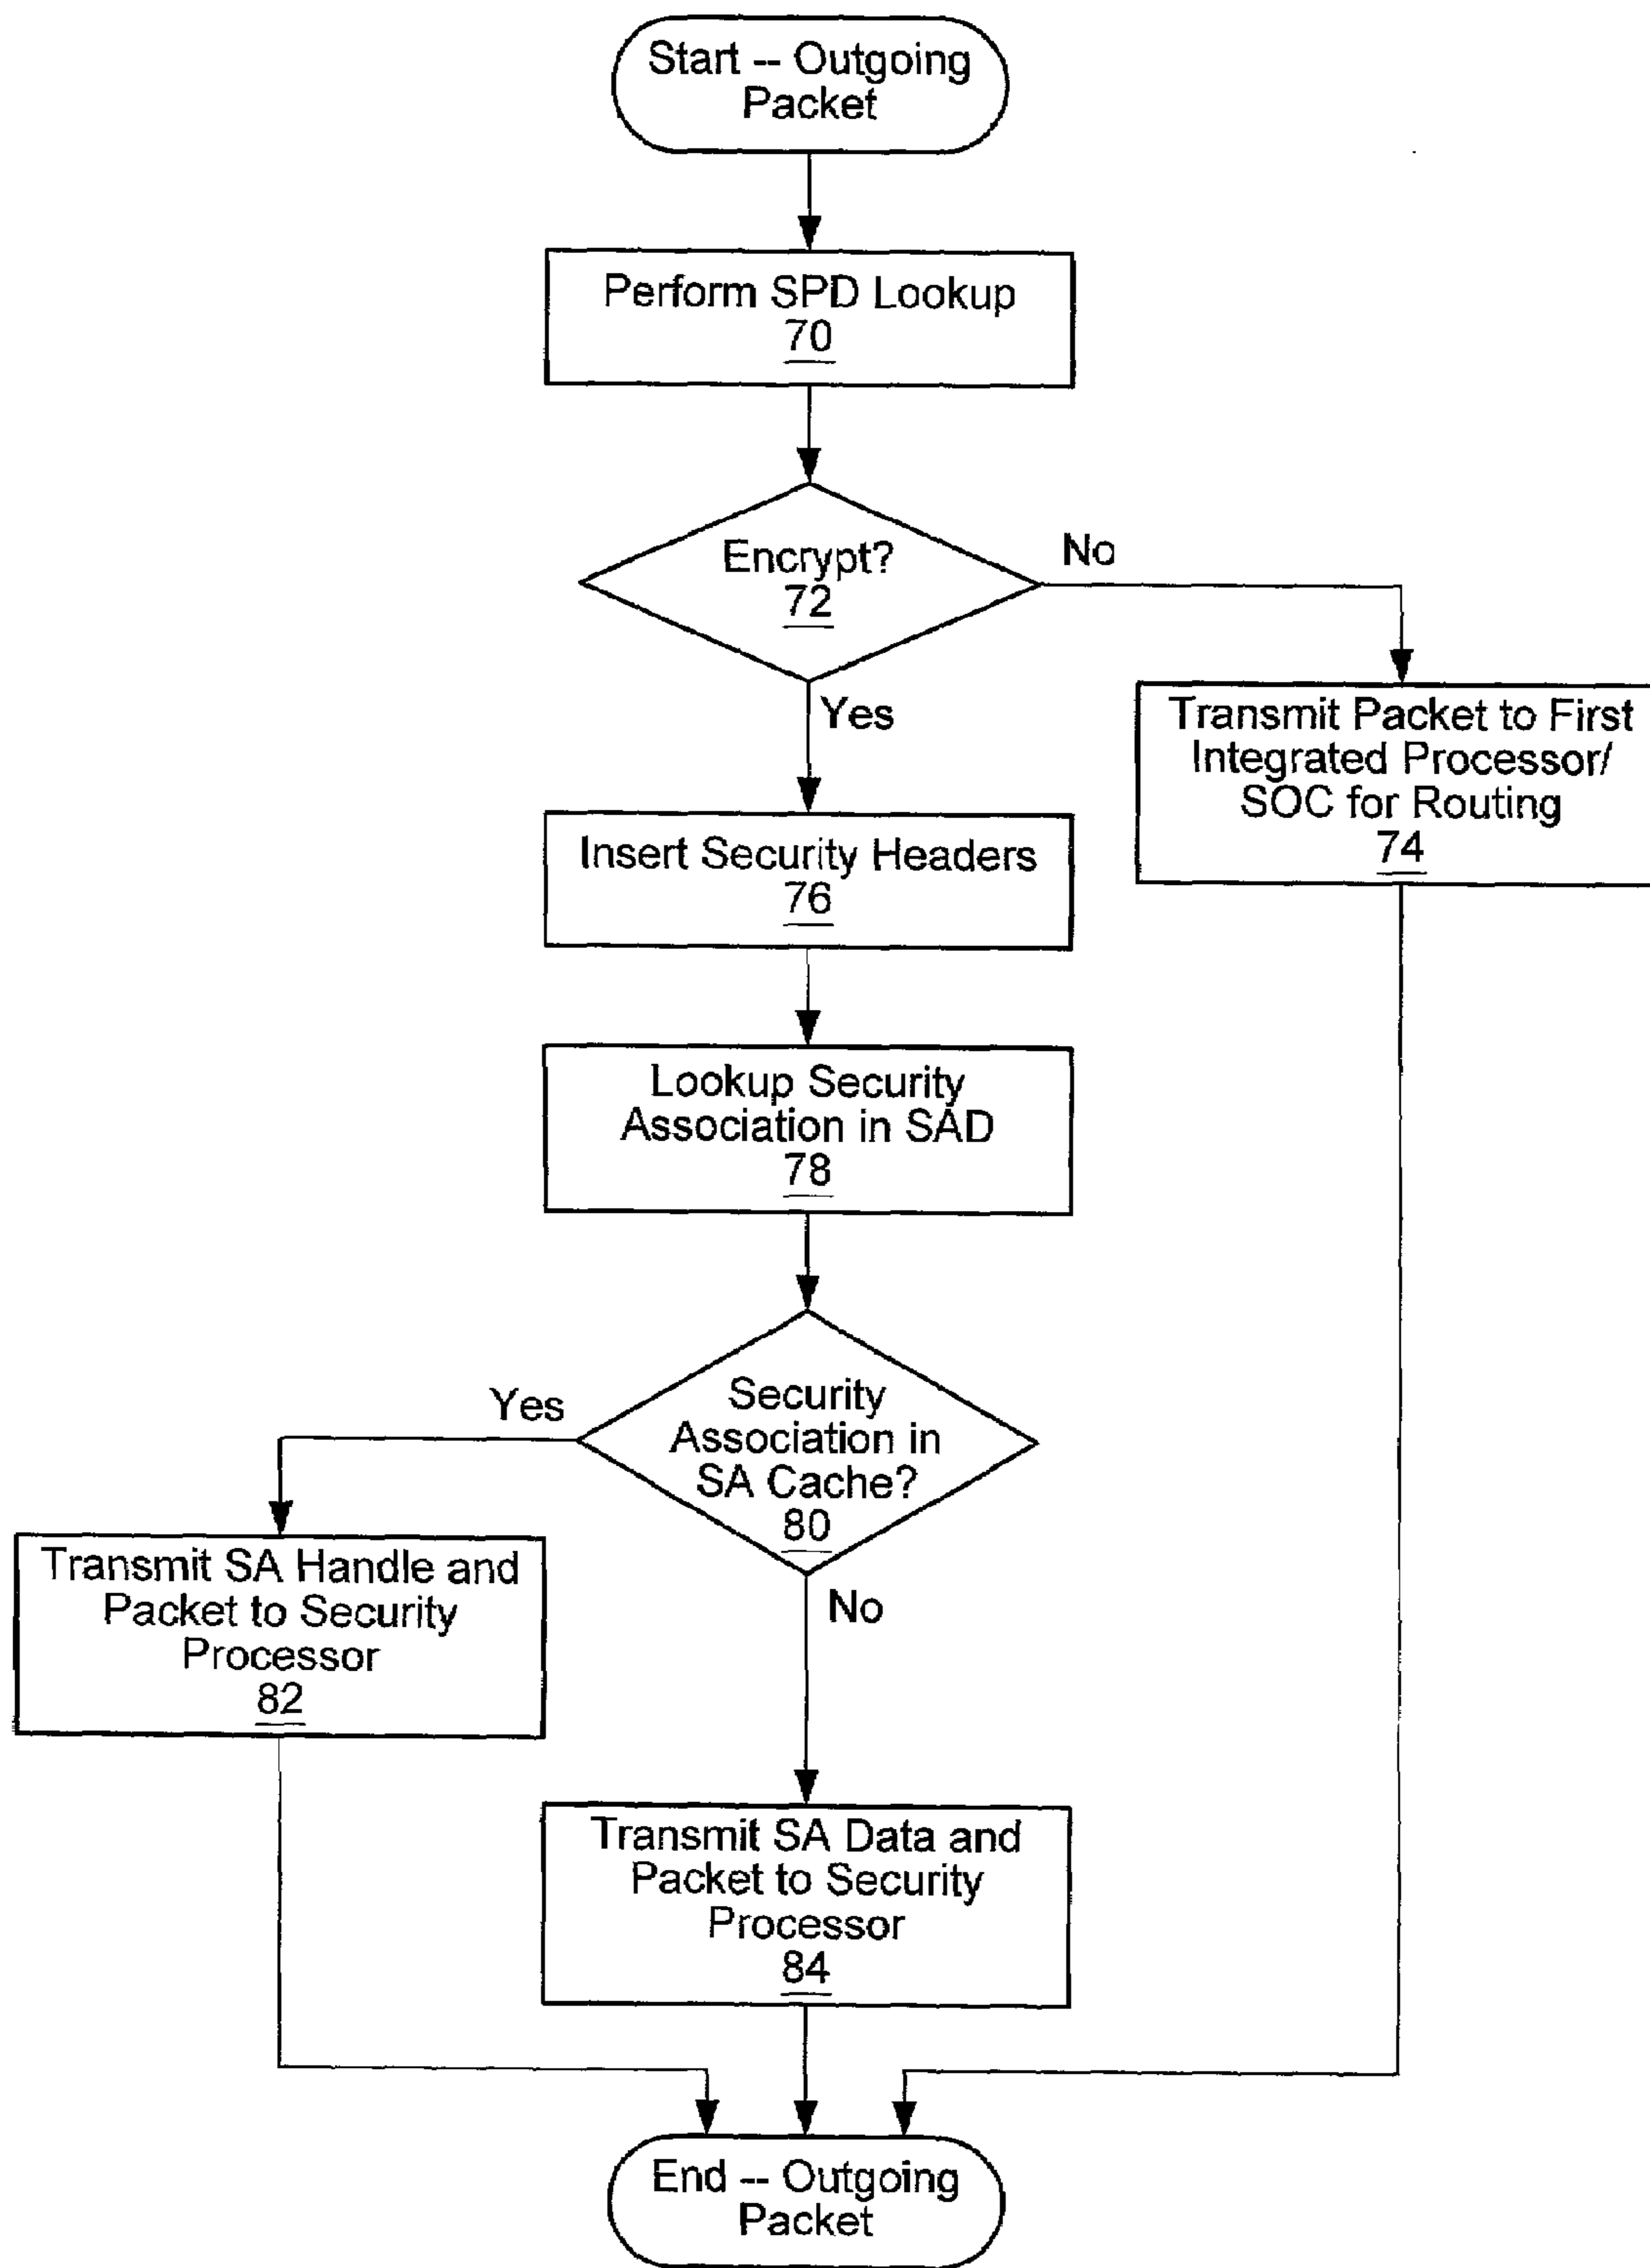 Start -- Outgoing
Packet
Perform SPD Lookup
70
Encrypt?
72
No
Yes
Transmit Packet to First
Integrated Processor/
SOC for Routing
74
Insert Security Headers
76
Lookup Security
Association in SAD
78
Security
Association in
SA Cache?
80
Yes
No
Transmit SA Handle and
Packet to Security
Processor
82
Transmit SA Data and
Packet to Security
Processor
84
End -- Outgoing
Packet